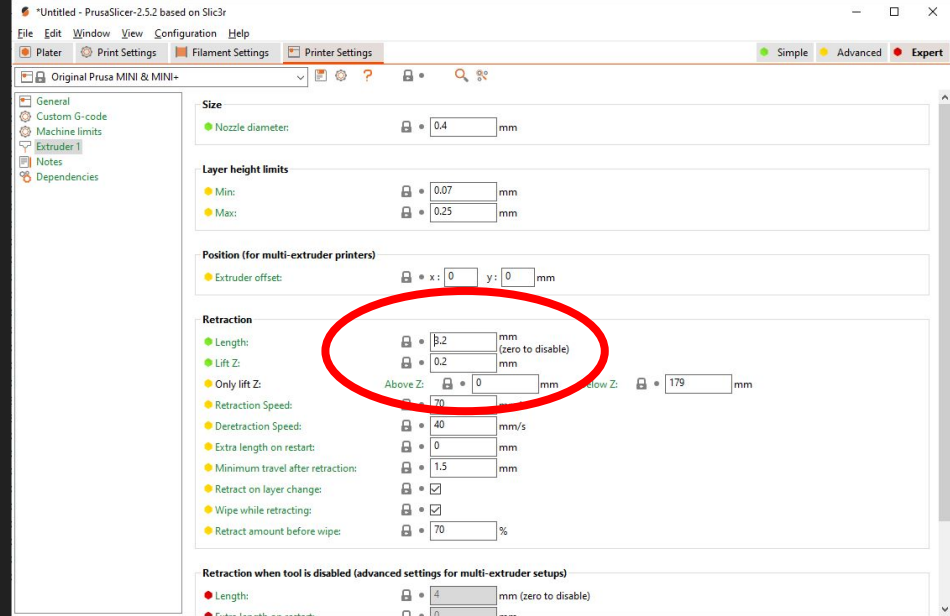 *Untitled - PrusaSlicer-2.5.2 based on Slic3r
File Edit Window View Configuration Help
Plater Print Settings Filament Settings Printer Settings Simple Advanced Expert
Original Prusa MINI & MINI+ ?
General
Custom G-code
Machine limits
Extruder 1
Notes
Dependencies
Size
Nozzle diameter: 0.4 mm
Layer height limits
Min: 0.07 mm
Max: 0.25 mm
Position (for multi-extruder printers)
Extruder offset: x: 0 y: 0 mm
Retraction
Length: 3.2 mm
(zero to disable)
Lift Z: 0.2 mm
Only lift Z: Above Z: 0 mm Z: 179 mm
Retraction Speed: 70
Deretraction Speed: 40 mm/s
Extra length on restart: 0 mm
Minimum travel after retraction: 1.5 mm
Retract on layer change:
Wipe while retracting:
Retract amount before wipe: 70 %
Retraction when tool is disabled (advanced settings for multi-extruder setups)
Length: 4 mm (zero to disable)
Extra length on restart: 0 mm